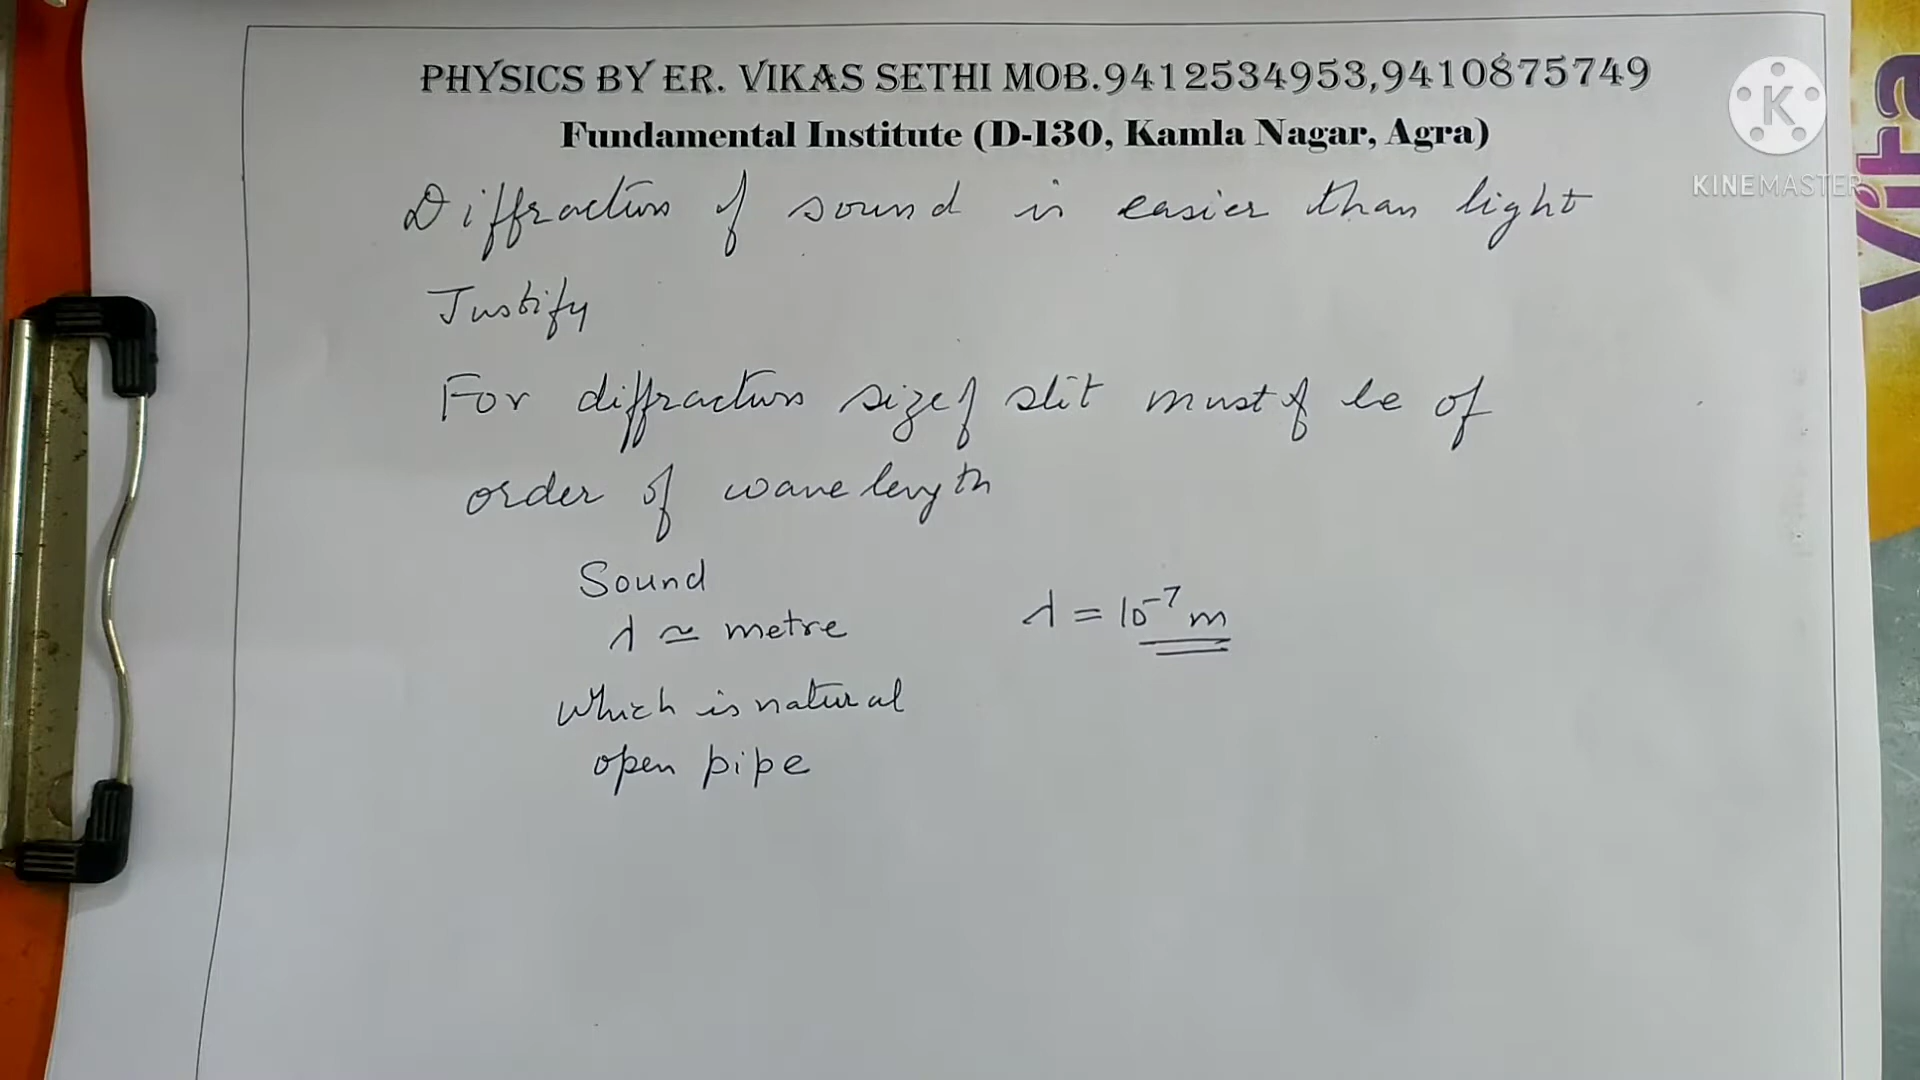 PHYSICS BY ER. VIKAS SETHI MOB.9412534953,9410875749
Fundamental Institute (D-130, Kamla Nagar, Agra)
K
KINEMASTER
Vita
Diffraction of sound is easier than light
Justify
For diffraction size of slit must be of
order of wavelength
Sound
λ ≃ metre
λ = 10⁻⁷ m
Which is natural
open pipe